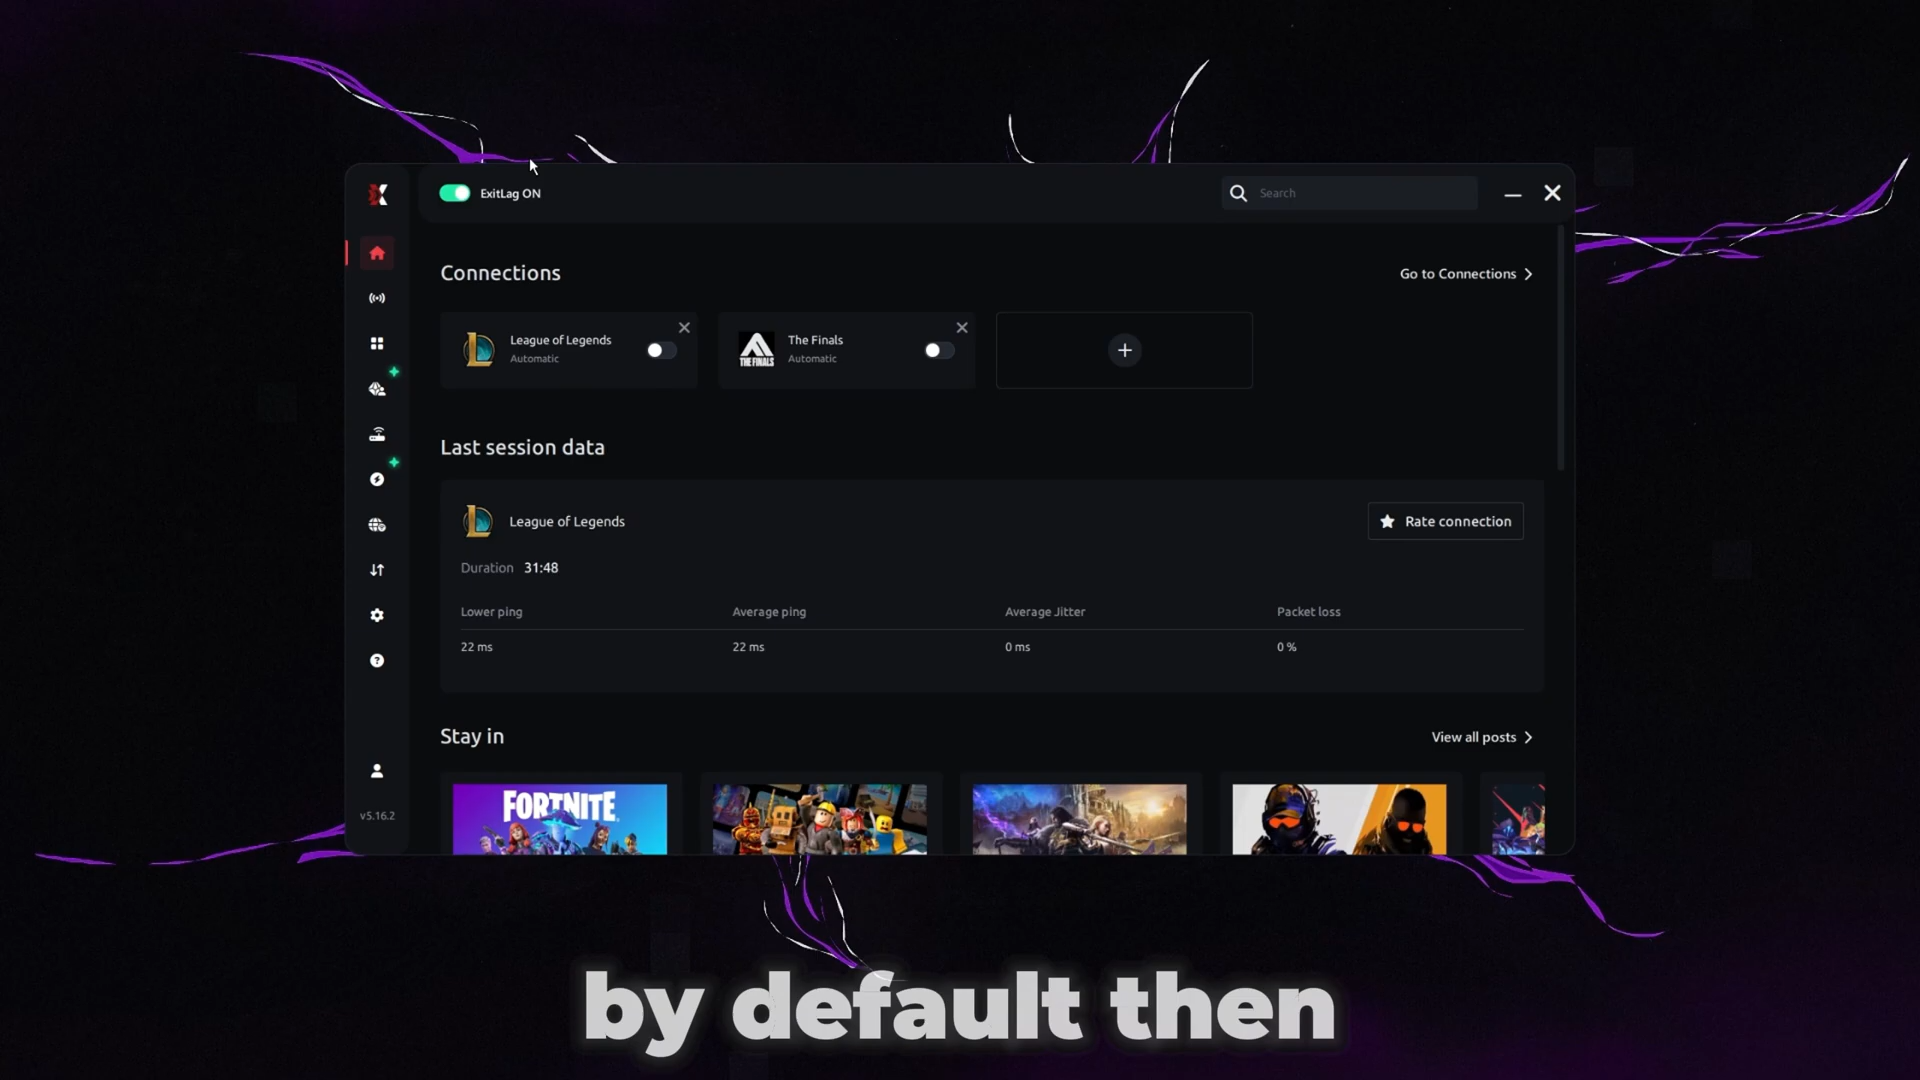 ExitLag ON
Search
Connections
Go to Connections
League of Legends
Automatic
The Finals
Automatic
THE FINALS
Last session data
League of Legends
Rate connection
Duration 31:48
Lower ping
Average ping
Average Jitter
Packet loss
22 ms
22 ms
0 ms
0 %
Stay in
View all posts
FORTNITE
v5.16.2
by default then